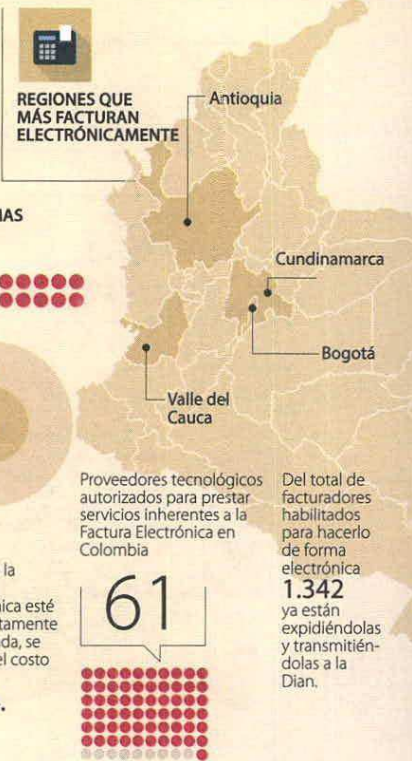 REGIONES QUE
MÁS FACTURAN
ELECTRÓNICAMENTE
Antioquia
MAS
Cundinamarca
Bogotá
Valle del
Cauca
Proveedores tecnológicos
autorizados para prestar
servicios inherentes a la
Factura Electrónica en
Colombia
61
Del total de
facturadores
habilitados
para hacerlo
de forma
electrónica
1.342
ya están
expidiéndolas
y transmitién-
dolas a la
Dian.
la
nica esté
tamente
da, se
el costo